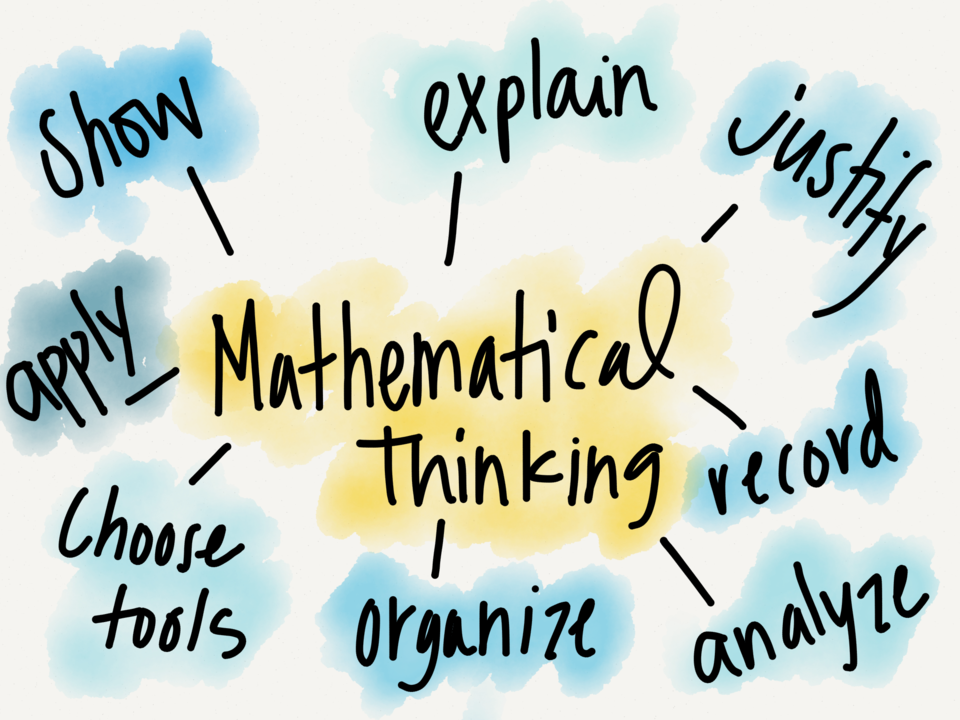 Show
explain
justify
apply
Mathematical
Thinking
record
Choose
tools
organize
analyze